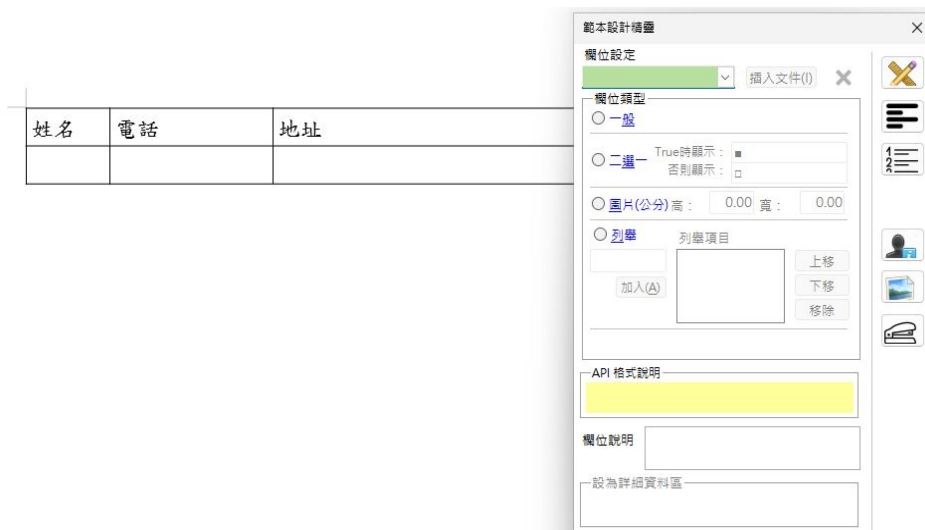 範本設計精靈
欄位設定
插入文件(I)
欄位類型
一般
二選一 True時顯示： ■
否則顯示： □
圖片(公分) 高： 0.00 寬： 0.00
列舉 列舉項目
加入(A)
上移
下移
移除
API 格式說明
欄位說明
設為詳細資料區
姓名 電話 地址